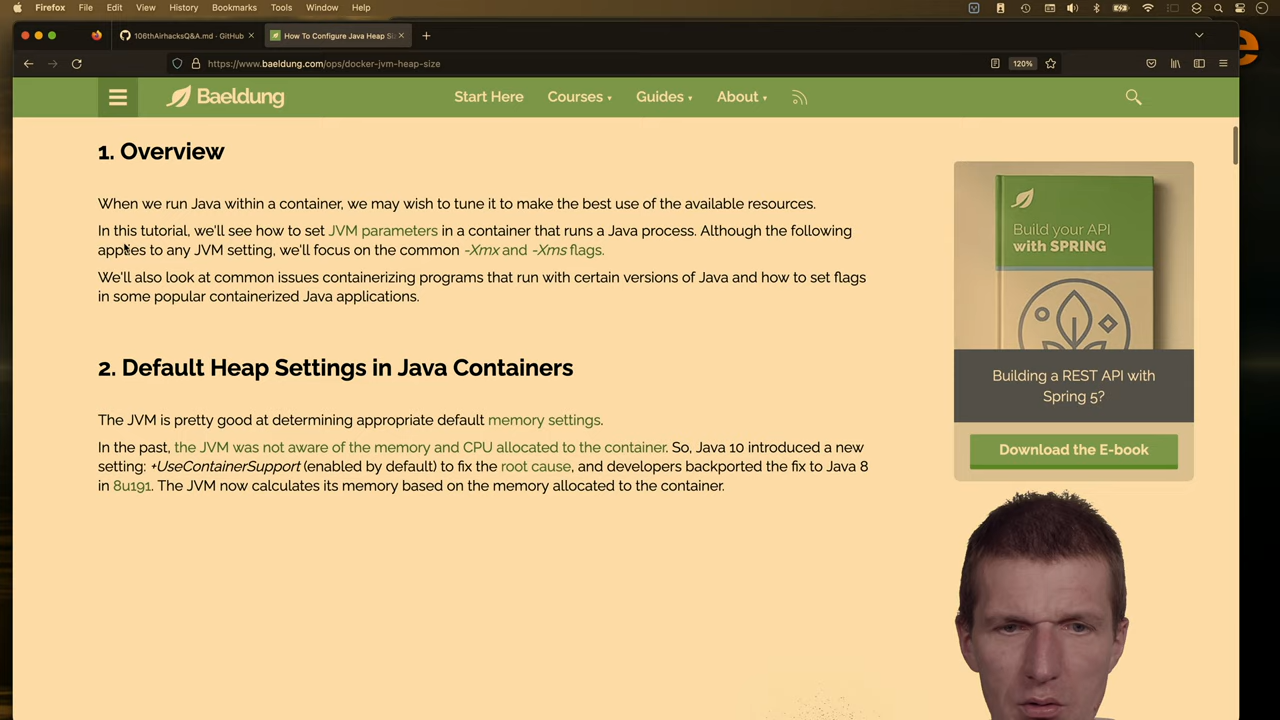 Firefox File Edit View History Bookmarks Tools Window Help
106thAirhacksQ&A.md · GitHub
How To Configure Java Heap Si
https://www.baeldung.com/ops/docker-jvm-heap-size
120%
Baeldung
Start Here Courses Guides About
1. Overview
When we run Java within a container, we may wish to tune it to make the best use of the available resources.
In this tutorial, we'll see how to set JVM parameters in a container that runs a Java process. Although the following
applies to any JVM setting, we'll focus on the common -Xmx and -Xms flags.
We'll also look at common issues containerizing programs that run with certain versions of Java and how to set flags
in some popular containerized Java applications.
Build your API
with SPRING
Building a REST API with
Spring 5?
Download the E-book
2. Default Heap Settings in Java Containers
The JVM is pretty good at determining appropriate default memory settings.
In the past, the JVM was not aware of the memory and CPU allocated to the container. So, Java 10 introduced a new
setting: +UseContainerSupport (enabled by default) to fix the root cause, and developers backported the fix to Java 8
in 8u191. The JVM now calculates its memory based on the memory allocated to the container.
e